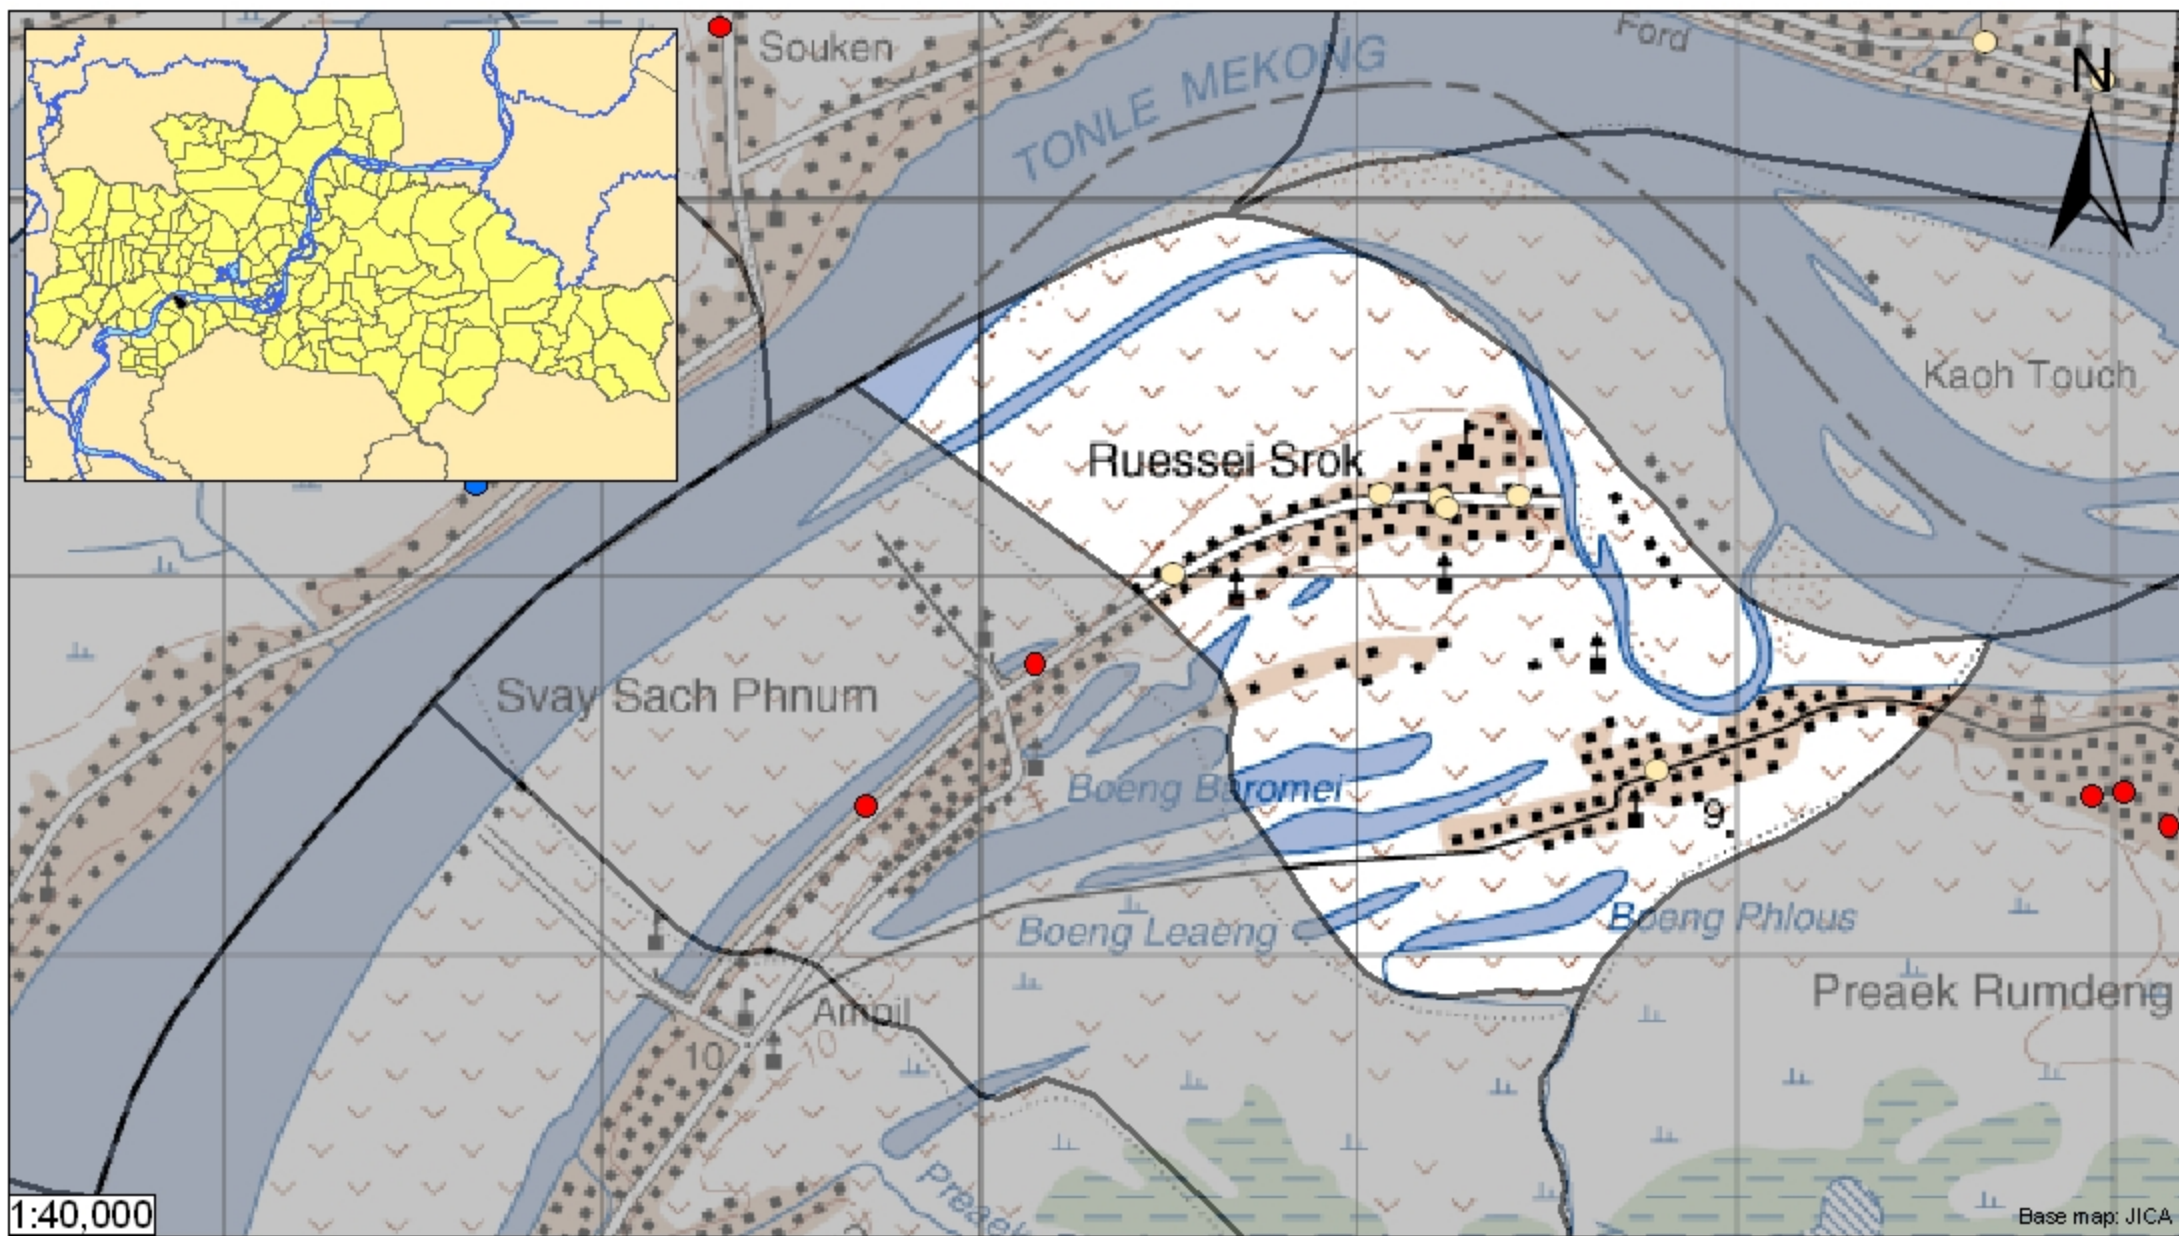 Souken
TONLE MEKONG
Ford
N
Kaoh Touch
Ruessei Srok
Svay Sach Phnum
Boeng Baromei
9
Boeng Leaeng
Boeng Phlous
Preaek Rumdeng
Ampil
10
10
Preaek
1:40,000
Base map: JICA